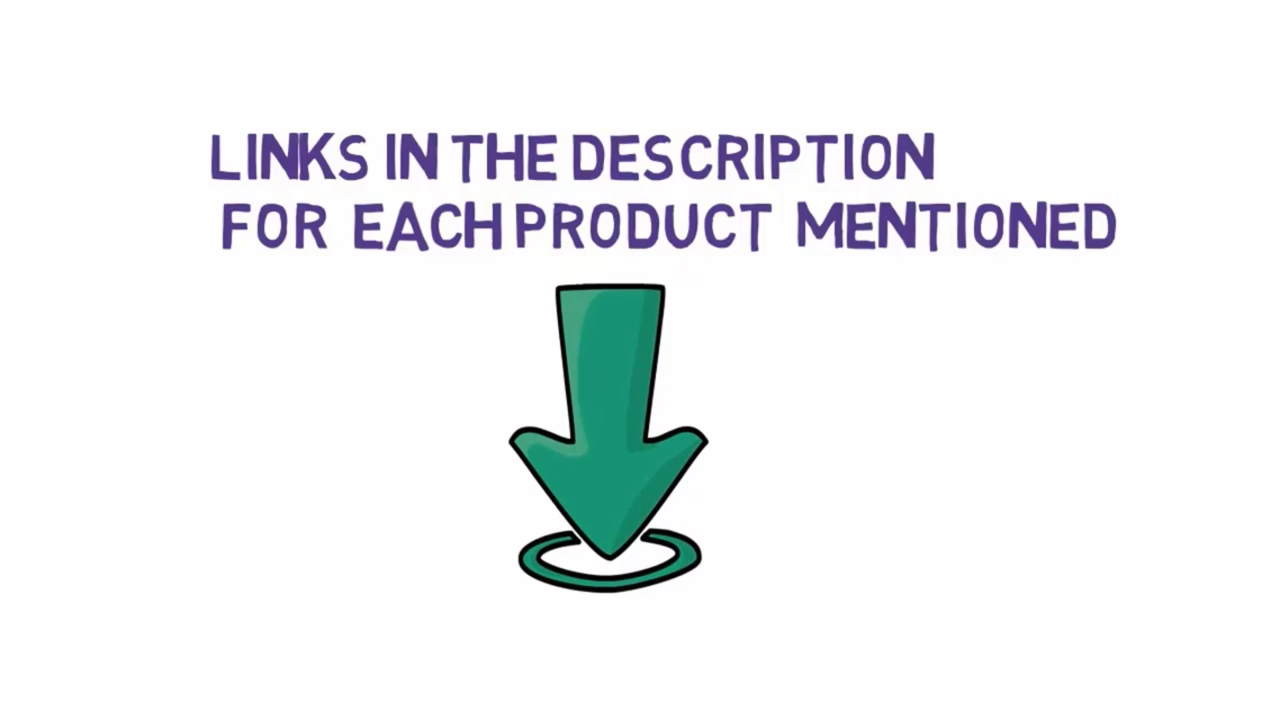 LINKS IN THE DESCRIPTION
FOR EACH PRODUCT MENTIONED